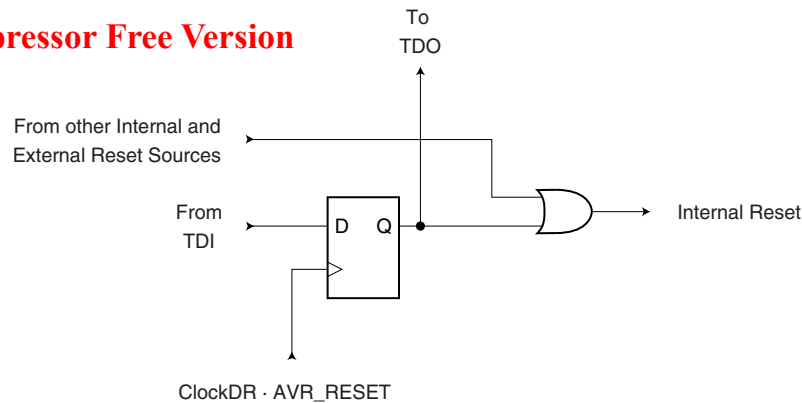 To
TDO
pressor Free Version
From other Internal and
External Reset Sources
From
TDI
D Q
Internal Reset
ClockDR · AVR_RESET